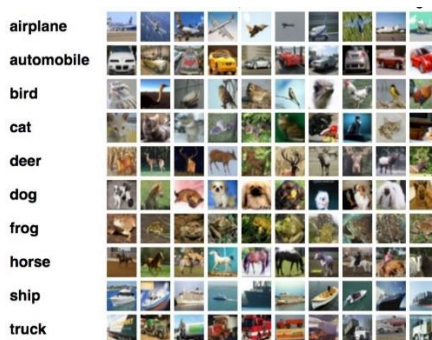 airplane
automobile
bird
cat
deer
dog
frog
horse
ship
truck